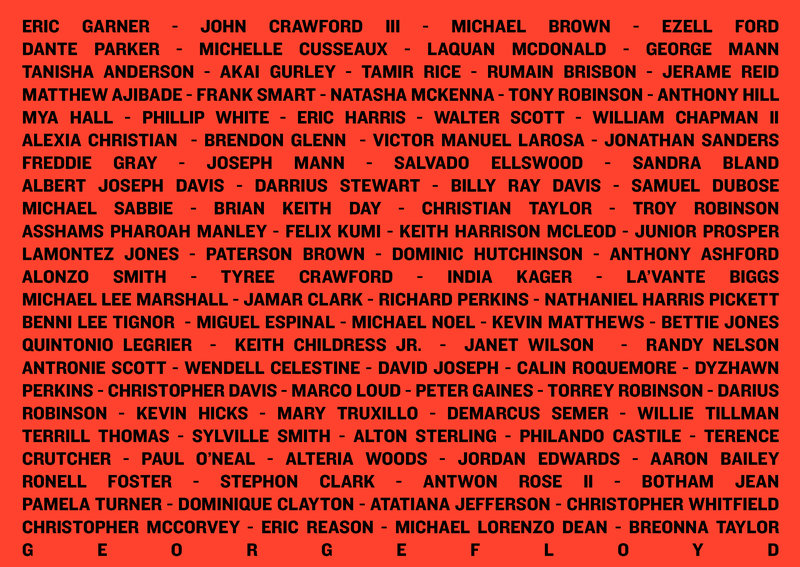 ERIC GARNER - JOHN CRAWFORD III - MICHAEL BROWN - EZELL FORD
DANTE PARKER - MICHELLE CUSSEAUX - LAQUAN MCDONALD - GEORGE MANN
TANISHA ANDERSON - AKAI GURLEY - TAMIR RICE - RUMAIN BRISBON - JERAME REID
MATTHEW AJIBADE - FRANK SMART - NATASHA MCKENNA - TONY ROBINSON - ANTHONY HILL
MYA HALL - PHILLIP WHITE - ERIC HARRIS - WALTER SCOTT - WILLIAM CHAPMAN II
ALEXIA CHRISTIAN - BRENDON GLENN - VICTOR MANUEL LAROSA - JONATHAN SANDERS
FREDDIE GRAY - JOSEPH MANN - SALVADO ELLSWOOD - SANDRA BLAND
ALBERT JOSEPH DAVIS - DARRIUS STEWART - BILLY RAY DAVIS - SAMUEL DUBOSE
MICHAEL SABBIE - BRIAN KEITH DAY - CHRISTIAN TAYLOR - TROY ROBINSON
ASSHAMS PHAROAH MANLEY - FELIX KUMI - KEITH HARRISON MCLEOD - JUNIOR PROSPER
LAMONTEZ JONES - PATERSON BROWN - DOMINIC HUTCHINSON - ANTHONY ASHFORD
ALONZO SMITH - TYREE CRAWFORD - INDIA KAGER - LA'VANTE BIGGS
MICHAEL LEE MARSHALL - JAMAR CLARK - RICHARD PERKINS - NATHANIEL HARRIS PICKETT
BENNI LEE TIGNOR - MIGUEL ESPINAL - MICHAEL NOEL - KEVIN MATTHEWS - BETTIE JONES
QUINTONIO LEGRIER - KEITH CHILDRESS JR. - JANET WILSON - RANDY NELSON
ANTRONIE SCOTT - WENDELL CELESTINE - DAVID JOSEPH - CALIN ROQUEMORE - DYZHAWN
PERKINS - CHRISTOPHER DAVIS - MARCO LOUD - PETER GAINES - TORREY ROBINSON - DARIUS
ROBINSON - KEVIN HICKS - MARY TRUXILLO - DEMARCUS SEMER - WILLIE TILLMAN
TERRILL THOMAS - SYLVILLE SMITH - ALTON STERLING - PHILANDO CASTILE - TERENCE
CRUTCHER - PAUL O'NEAL - ALTERIA WOODS - JORDAN EDWARDS - AARON BAILEY
RONELL FOSTER - STEPHON CLARK - ANTWON ROSE II - BOTHAM JEAN
PAMELA TURNER - DOMINIQUE CLAYTON - ATATIANA JEFFERSON - CHRISTOPHER WHITFIELD
CHRISTOPHER MCCORVEY - ERIC REASON - MICHAEL LORENZO DEAN - BREONNA TAYLOR
G E O R G E F L O Y D